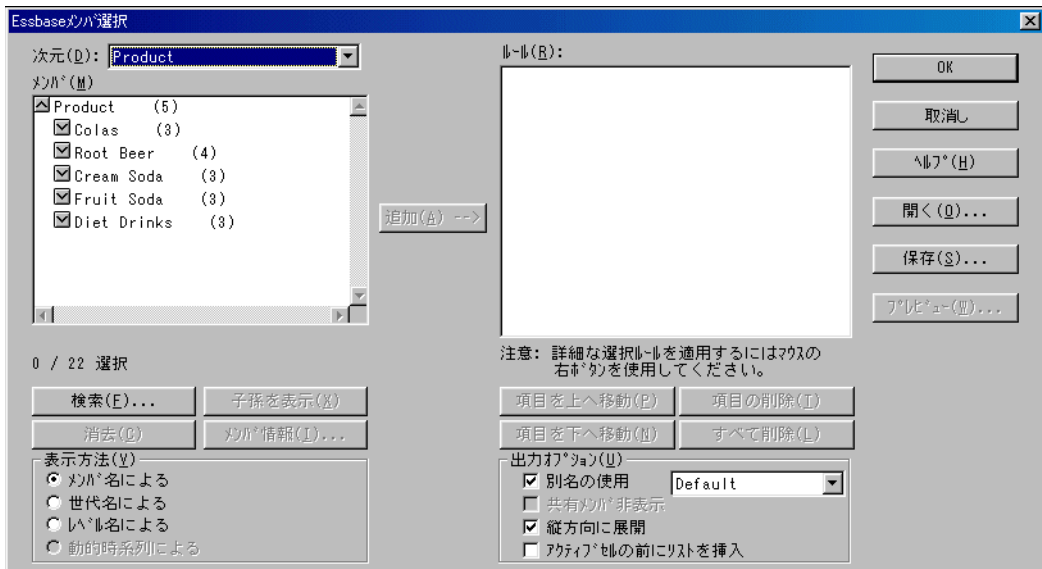 Essbaseﾒﾝﾊﾞ選択
次元(D): Product
ﾒﾝﾊﾞ(M)
Product (5)
Colas (3)
Root Beer (4)
Cream Soda (3)
Fruit Soda (3)
Diet Drinks (3)
0 / 22 選択
検索(F)...
子孫を表示(X)
消去(C)
ﾒﾝﾊﾞ情報(I)...
表示方法(V)
ﾒﾝﾊﾞ名による
世代名による
ﾚﾍﾞﾙ名による
動的時系列による
追加(A) -->
ﾙｰﾙ(R):
注意: 詳細な選択ﾙｰﾙを適用するにはﾏｳｽの
右ﾎﾞﾀﾝを使用してください。
項目を上へ移動(P)
項目の削除(T)
項目を下へ移動(N)
すべて削除(L)
出力ｵﾌﾟｼｮﾝ(U)
別名の使用
Default
共有ﾒﾝﾊﾞ非表示
縦方向に展開
ｱｸﾃｨﾌﾞｾﾙの前にﾘｽﾄを挿入
OK
取消し
ﾍﾙﾌﾟ(H)
開く(O)...
保存(S)...
ﾌﾟﾚﾋﾞｭｰ(W)...